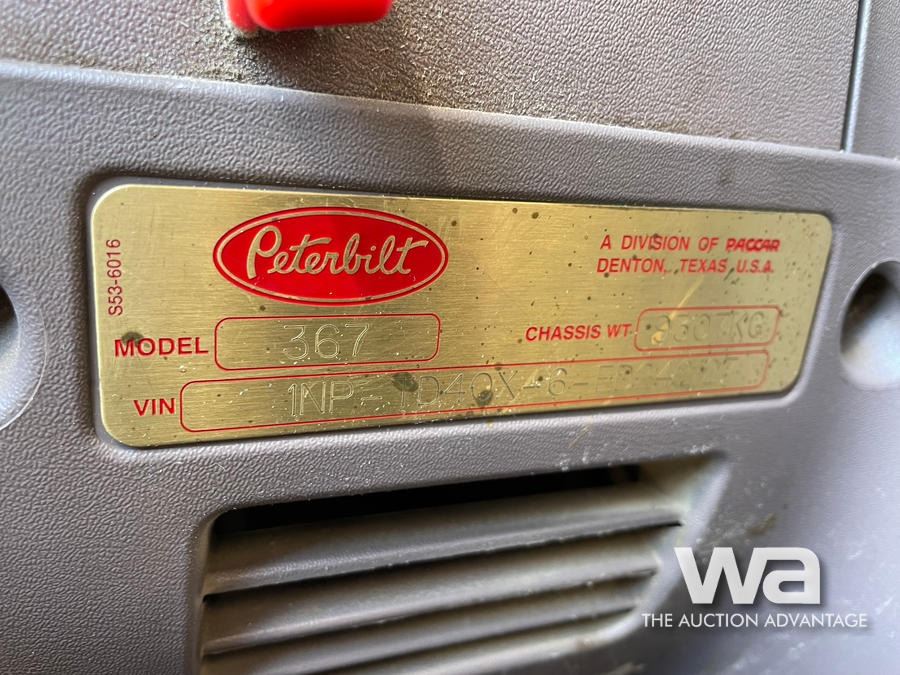 Peterbilt
A DIVISION OF PACCAR
DENTON, TEXAS U.S.A.
S53-6016
MODEL 367
CHASSIS WT
VIN
wa
THE AUCTION ADVANTAGE